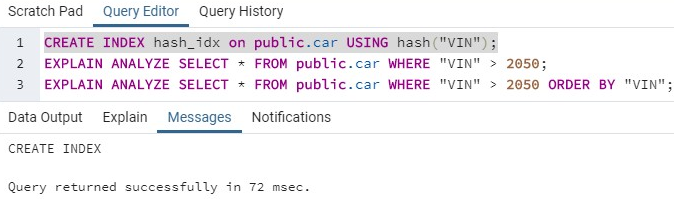 Scratch Pad Query Editor Query History
1 CREATE INDEX hash_idx on public.car USING hash("VIN");
2 EXPLAIN ANALYZE SELECT * FROM public.car WHERE "VIN" > 2050;
3 EXPLAIN ANALYZE SELECT * FROM public.car WHERE "VIN" > 2050 ORDER BY "VIN";
Data Output Explain Messages Notifications
CREATE INDEX
Query returned successfully in 72 msec.